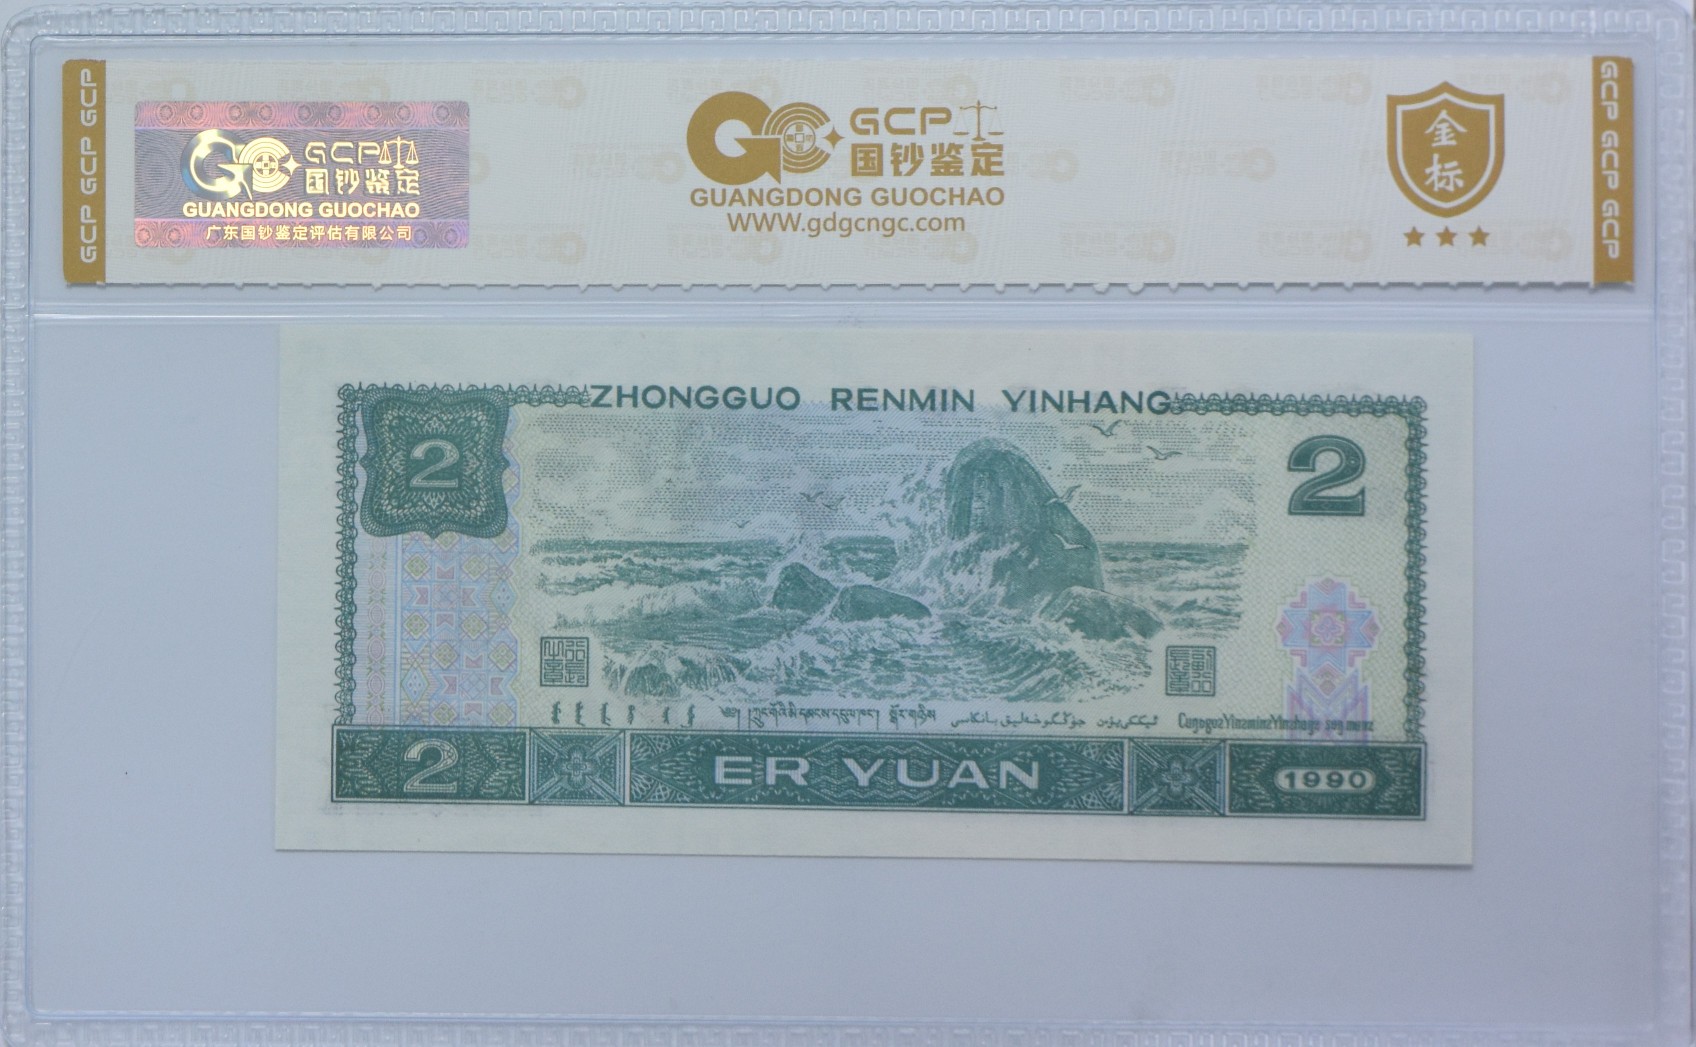 GCP GCP GCP
GCP
国钞鉴定
GUANGDONG GUOCHAO
广东国钞鉴定评估有限公司
GCP
国钞鉴定
GUANGDONG GUOCHAO
WWW.gdgcngc.com
金
标
GCP GCP GCP
ZHONGGUO RENMIN YINHANG
2
2
2
ER YUAN
1990